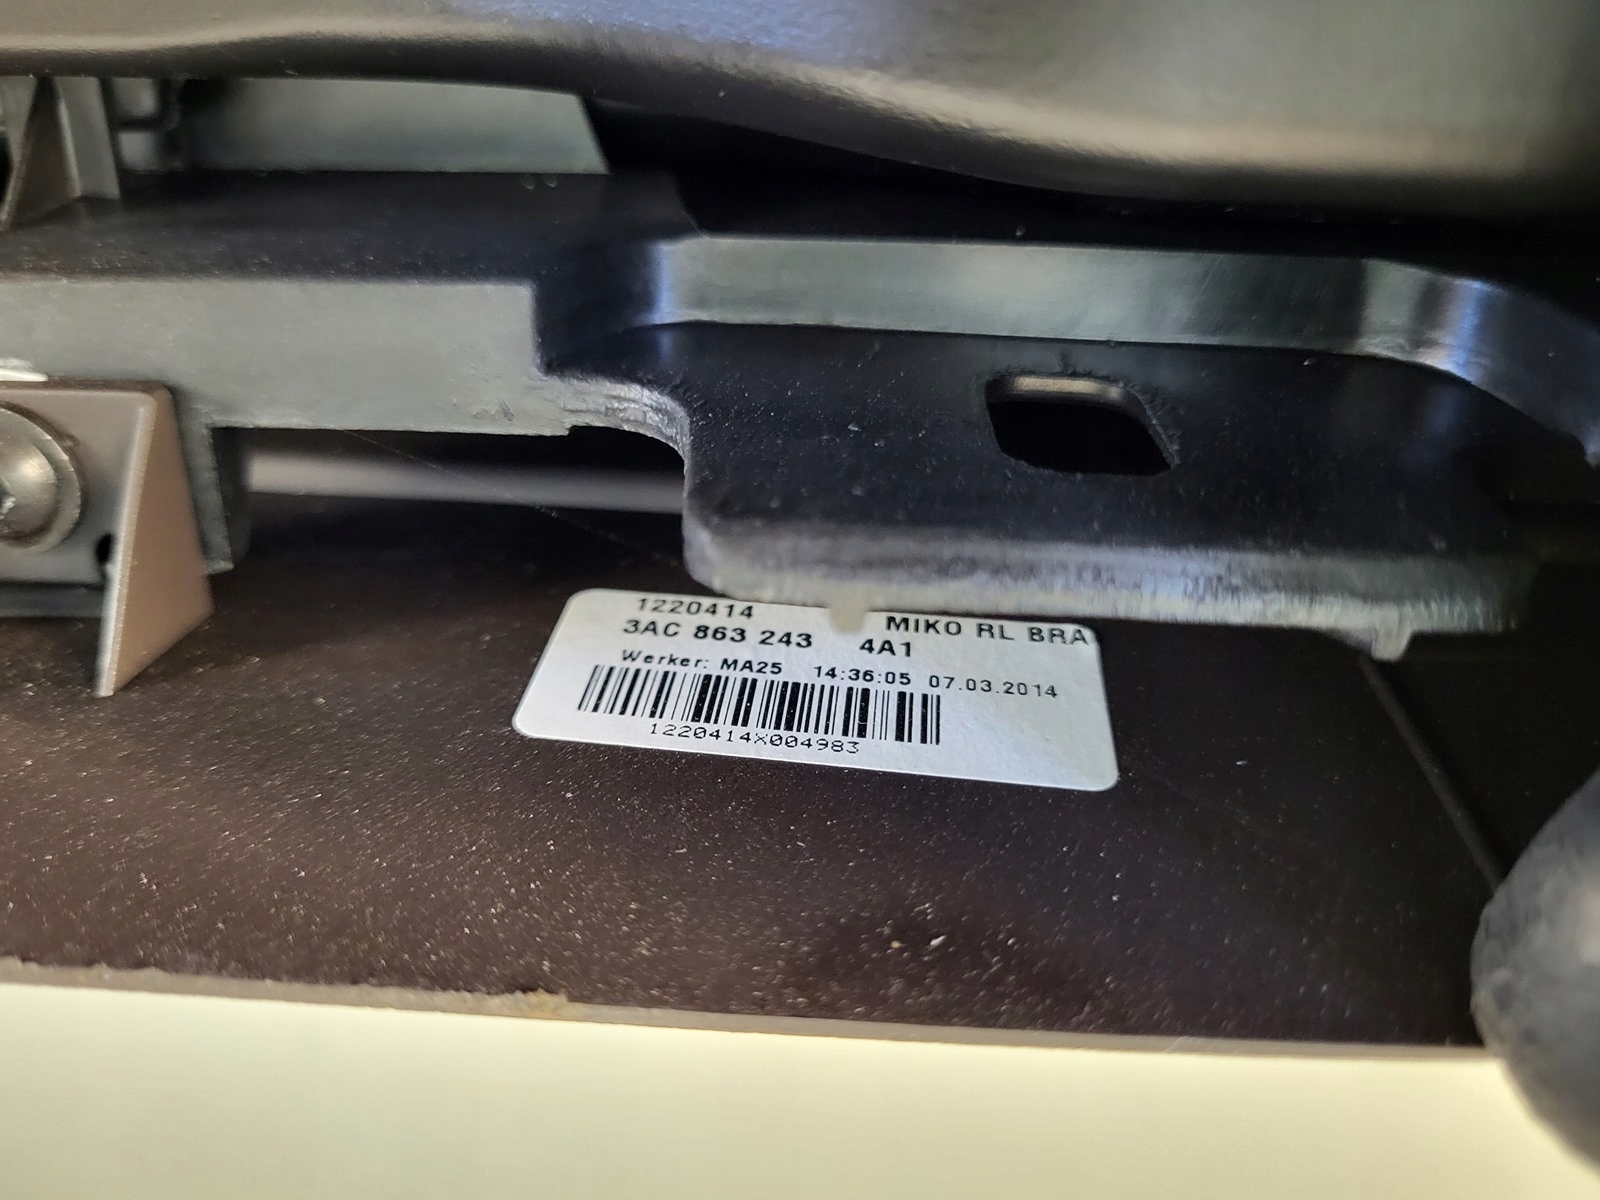 1220414 MIKO RL BRA
3AC 863 243 4A1
Werker: MA25 14:36:05 07.03.2014
1220414X004983